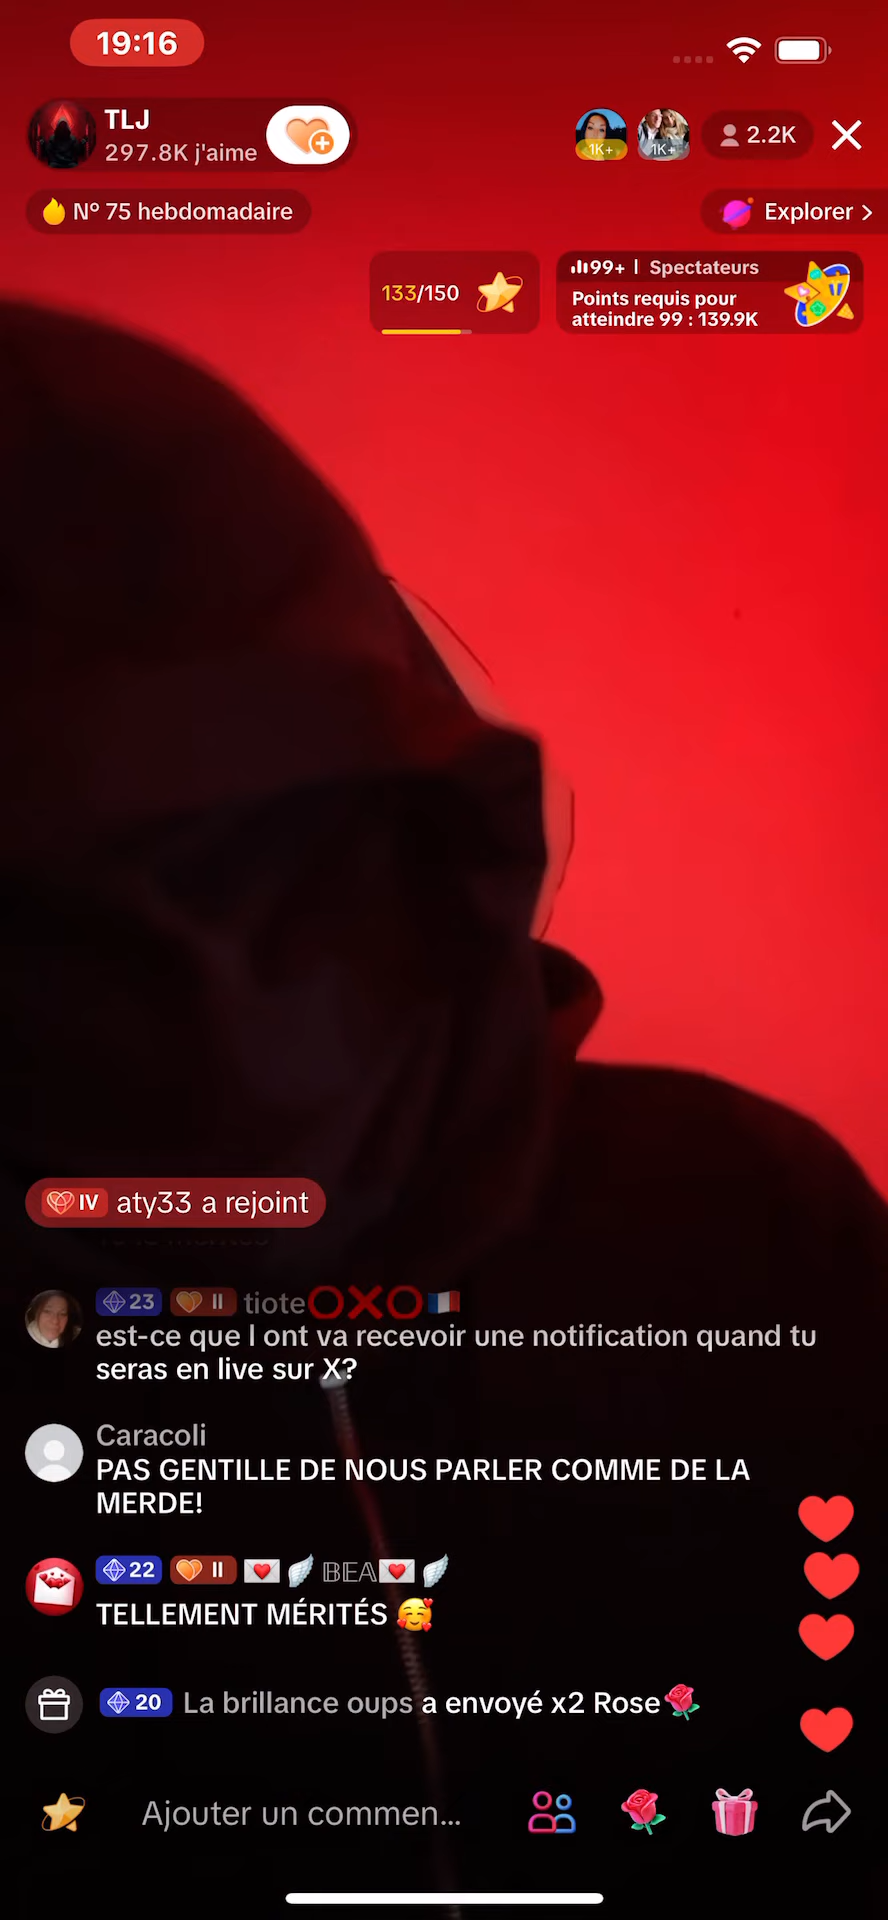 19:16
TLJ
297.8K j'aime
1K+
1K+
2.2K
N° 75 hebdomadaire
Explorer >
133/150
99+ | Spectateurs
Points requis pour
atteindre 99 : 139.9K
IV aty33 a rejoint
23 II tiote⭕❌⭕🇫🇷
est-ce que l ont va recevoir une notification quand tu
seras en live sur X?
Caracoli
PAS GENTILLE DE NOUS PARLER COMME DE LA
MERDE!
22 II 💌🪽 𝔹𝔼𝔸💌🪽
TELLEMENT MÉRITÉS 🥰
20 La brillance oups a envoyé x2 Rose🌹
Ajouter un commen...